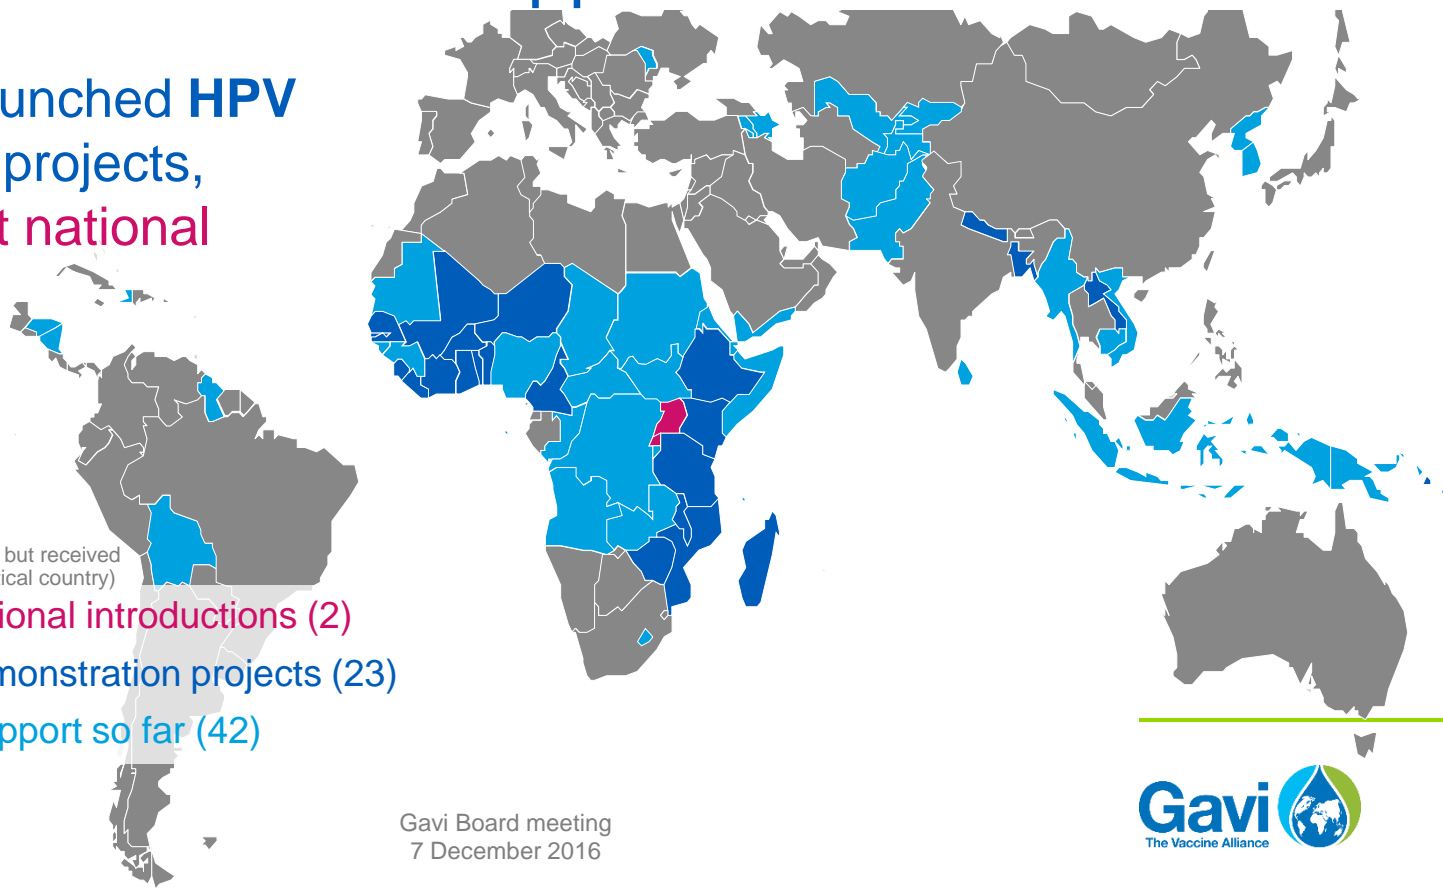 unched HPV
projects,
t national
but received
tical country)
ional introductions (2)
monstration projects (23)
pport so far (42)
Gavi Board meeting
7 December 2016
Gavi
The Vaccine Alliance